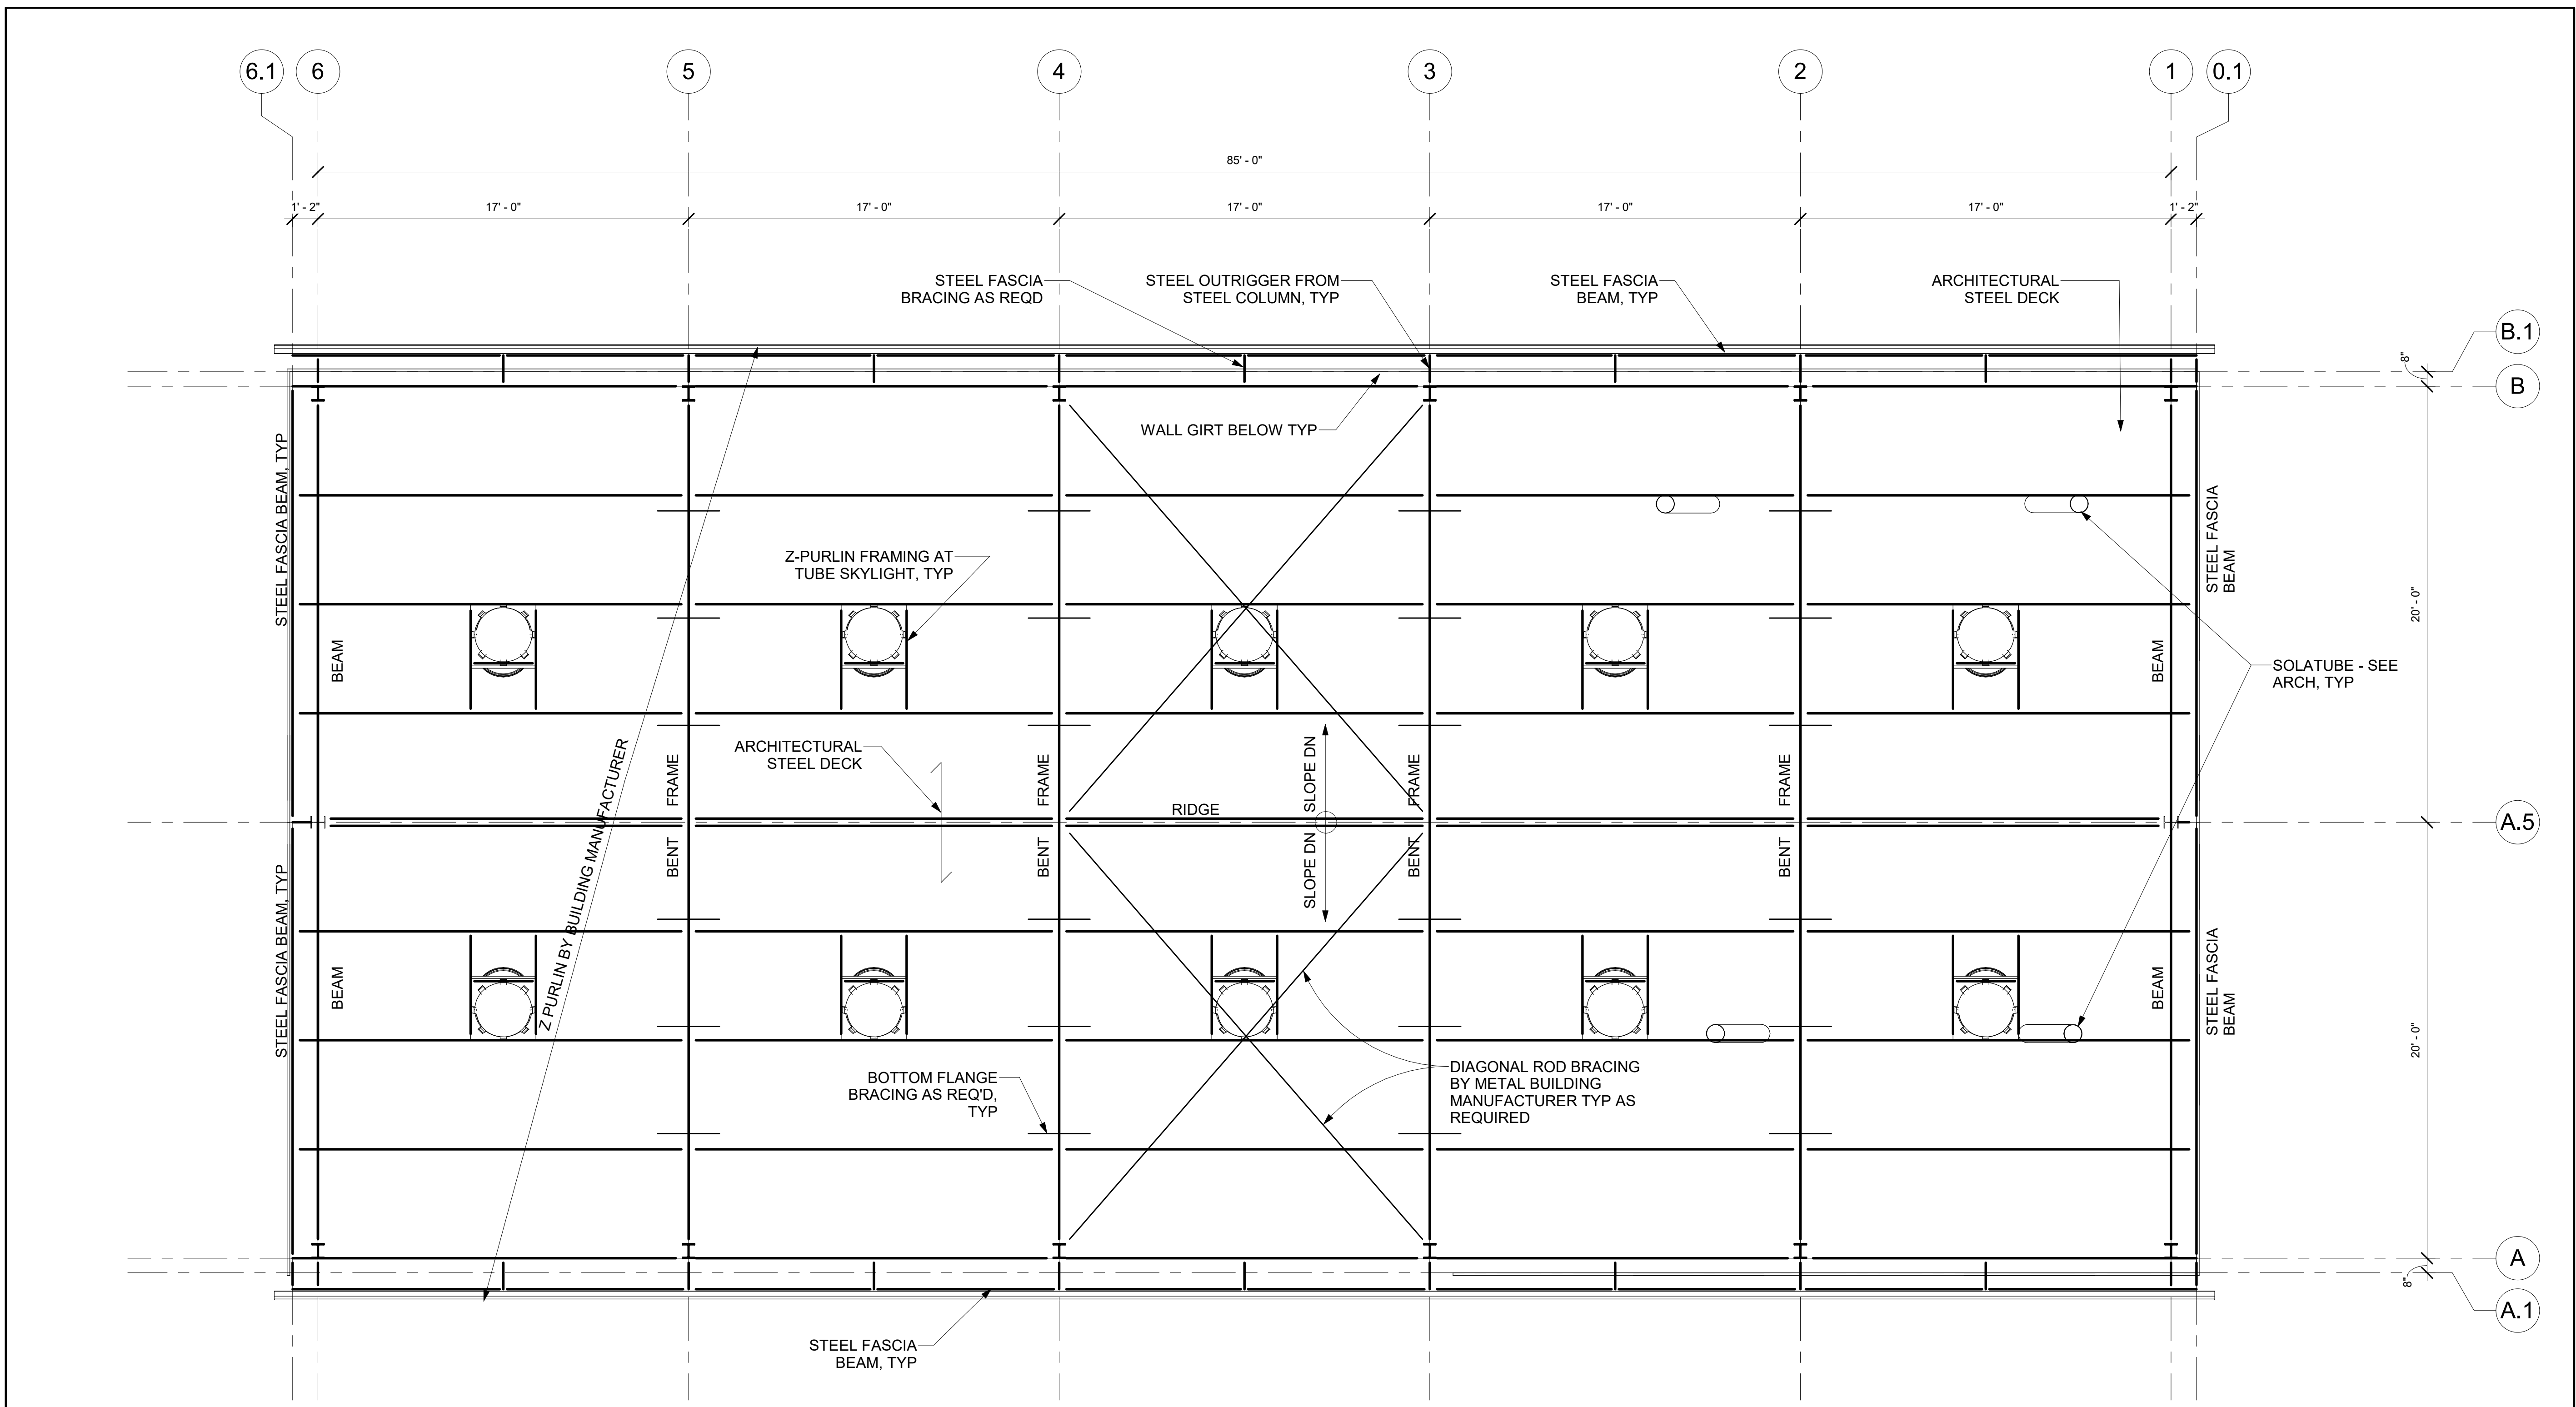 6.1
6
5
4
3
2
1
0.1
85' - 0"
1' - 2"
17' - 0"
17' - 0"
17' - 0"
17' - 0"
17' - 0"
1' - 2"
STEEL FASCIA
BRACING AS REQD
STEEL OUTRIGGER FROM
STEEL COLUMN, TYP
STEEL FASCIA
BEAM, TYP
ARCHITECTURAL
STEEL DECK
B.1
8"
B
WALL GIRT BELOW TYP
STEEL FASCIA BEAM, TYP
STEEL FASCIA
BEAM
Z-PURLIN FRAMING AT
TUBE SKYLIGHT, TYP
20' - 0"
BEAM
BEAM
SOLATUBE - SEE
ARCH, TYP
ARCHITECTURAL
STEEL DECK
FRAME
FRAME
SLOPE DN
FRAME
FRAME
RIDGE
A.5
BENT
BENT
SLOPE DN
BENT
BENT
Z PURLIN BY BUILDING MANUFACTURER
STEEL FASCIA BEAM, TYP
BEAM
BEAM
STEEL FASCIA
BEAM
20' - 0"
BOTTOM FLANGE
BRACING AS REQ'D,
TYP
DIAGONAL ROD BRACING
BY METAL BUILDING
MANUFACTURER TYP AS
REQUIRED
A
8"
A.1
STEEL FASCIA
BEAM, TYP